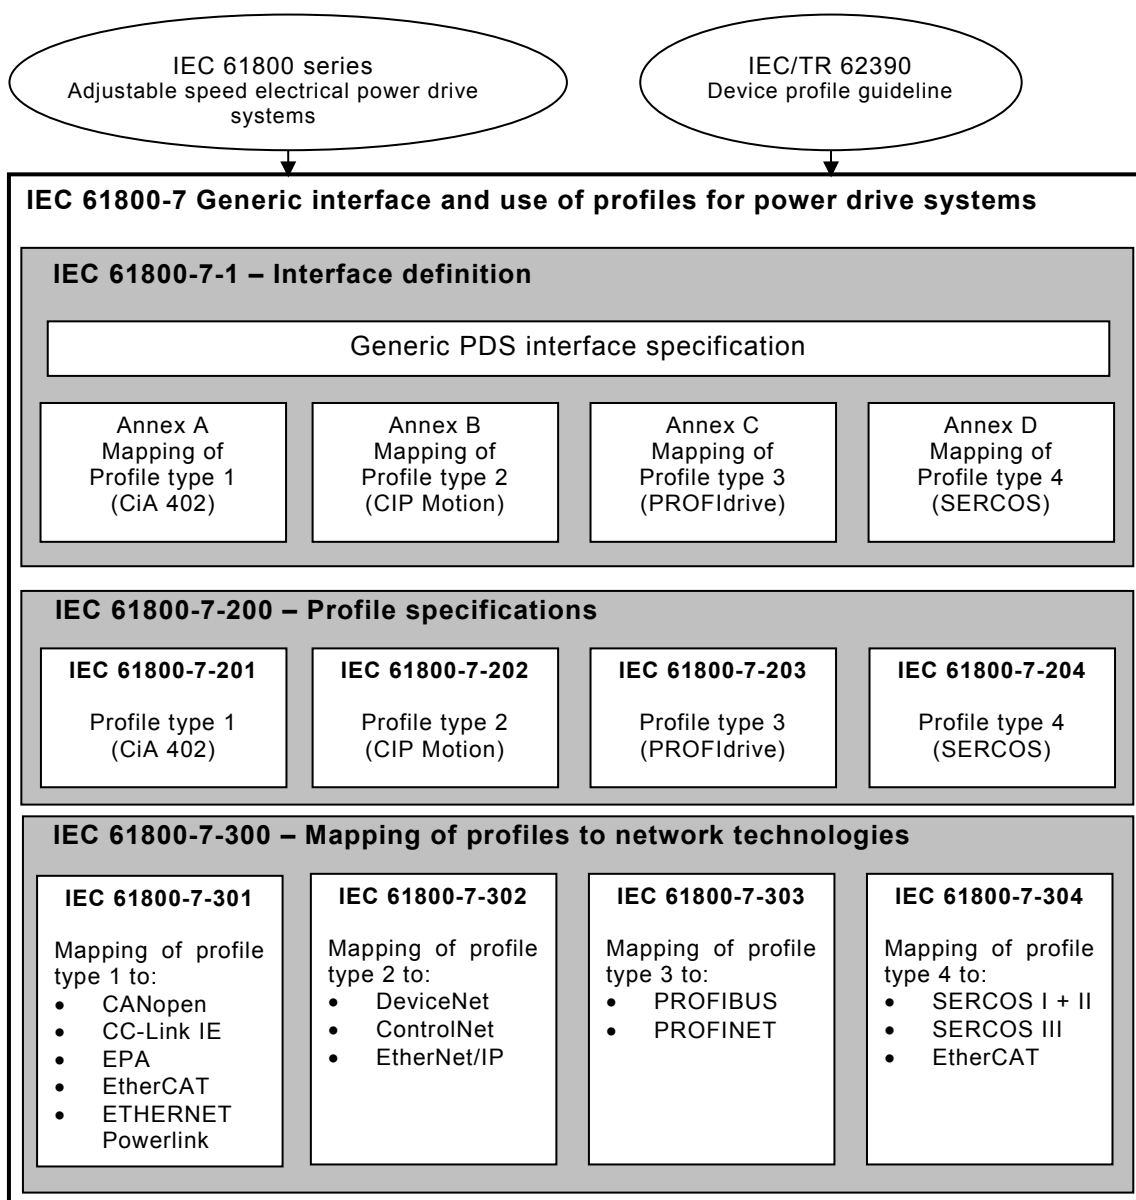 IEC 61800 series
Adjustable speed electrical power drive
systems
IEC/TR 62390
Device profile guideline
IEC 61800-7 Generic interface and use of profiles for power drive systems
IEC 61800-7-1 – Interface definition
Generic PDS interface specification
Annex A
Mapping of
Profile type 1
(CiA 402)
Annex B
Mapping of
Profile type 2
(CIP Motion)
Annex C
Mapping of
Profile type 3
(PROFIdrive)
Annex D
Mapping of
Profile type 4
(SERCOS)
IEC 61800-7-200 – Profile specifications
IEC 61800-7-201
Profile type 1
(CiA 402)
IEC 61800-7-202
Profile type 2
(CIP Motion)
IEC 61800-7-203
Profile type 3
(PROFIdrive)
IEC 61800-7-204
Profile type 4
(SERCOS)
IEC 61800-7-300 – Mapping of profiles to network technologies
IEC 61800-7-301
Mapping of profile
type 1 to:
• CANopen
• CC-Link IE
• EPA
• EtherCAT
• ETHERNET
Powerlink
IEC 61800-7-302
Mapping of profile
type 2 to:
• DeviceNet
• ControlNet
• EtherNet/IP
IEC 61800-7-303
Mapping of profile
type 3 to:
• PROFIBUS
• PROFINET
IEC 61800-7-304
Mapping of profile
type 4 to:
• SERCOS I + II
• SERCOS III
• EtherCAT